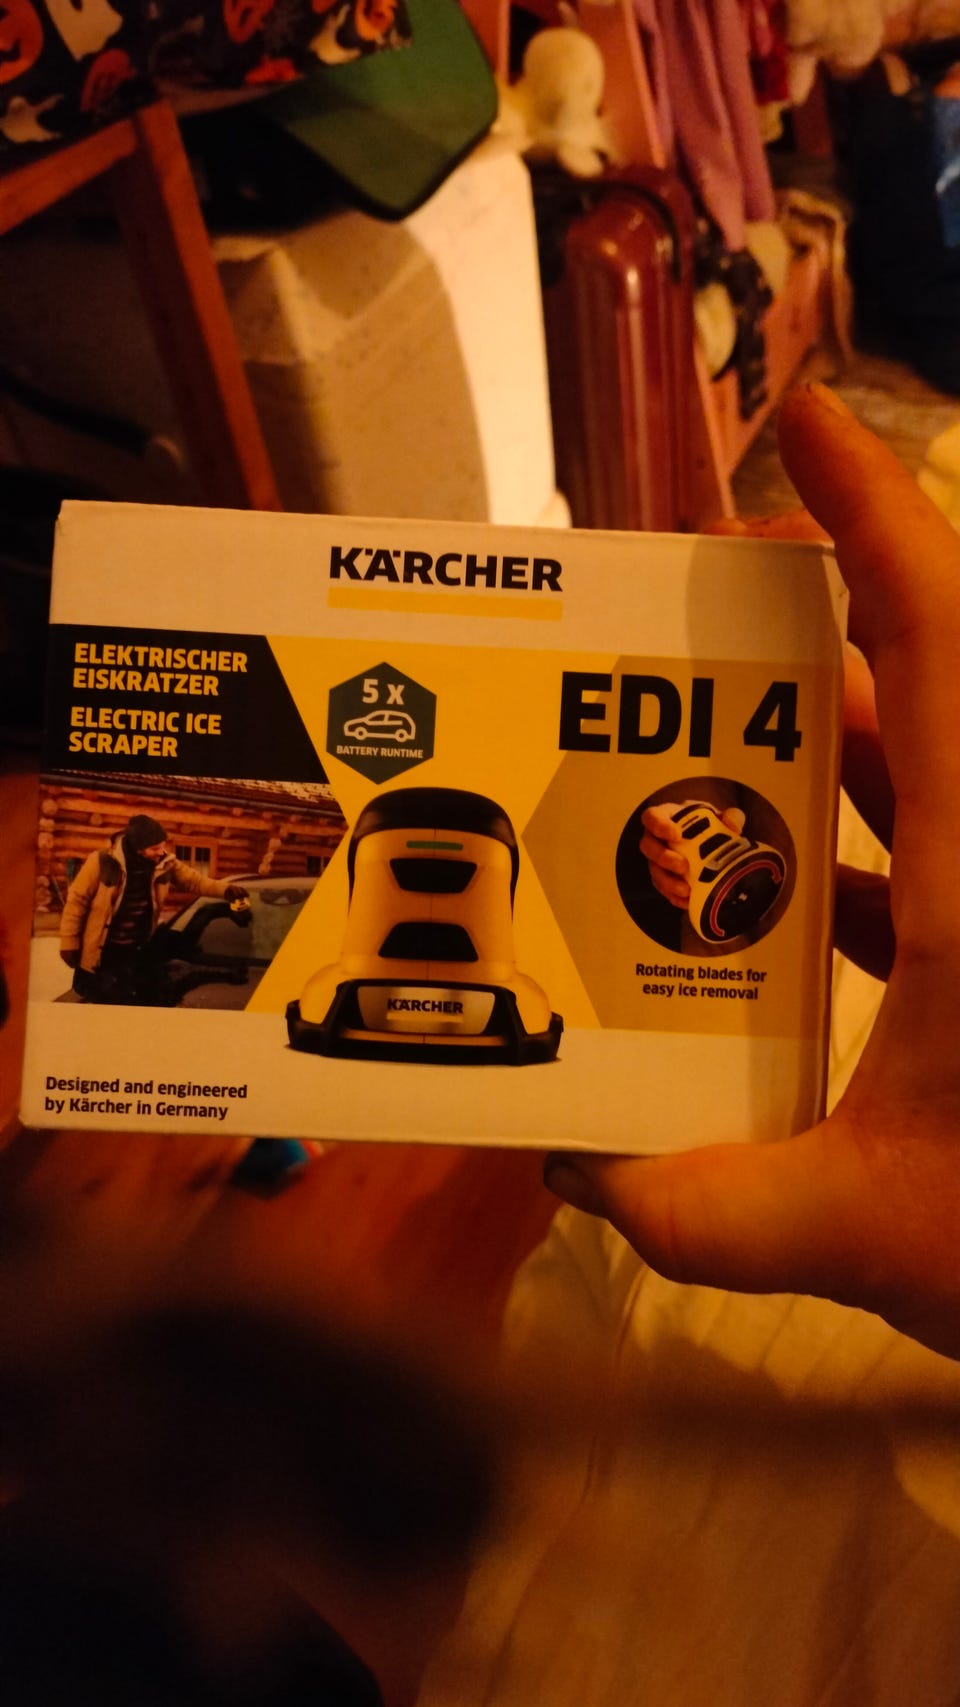 KÄRCHER
ELEKTRISCHER
EISKRATZER
ELECTRIC ICE
SCRAPER
5 X
BATTERY RUNTIME
EDI 4
KÄRCHER
Rotating blades for
easy ice removal
Designed and engineered
by Kärcher in Germany